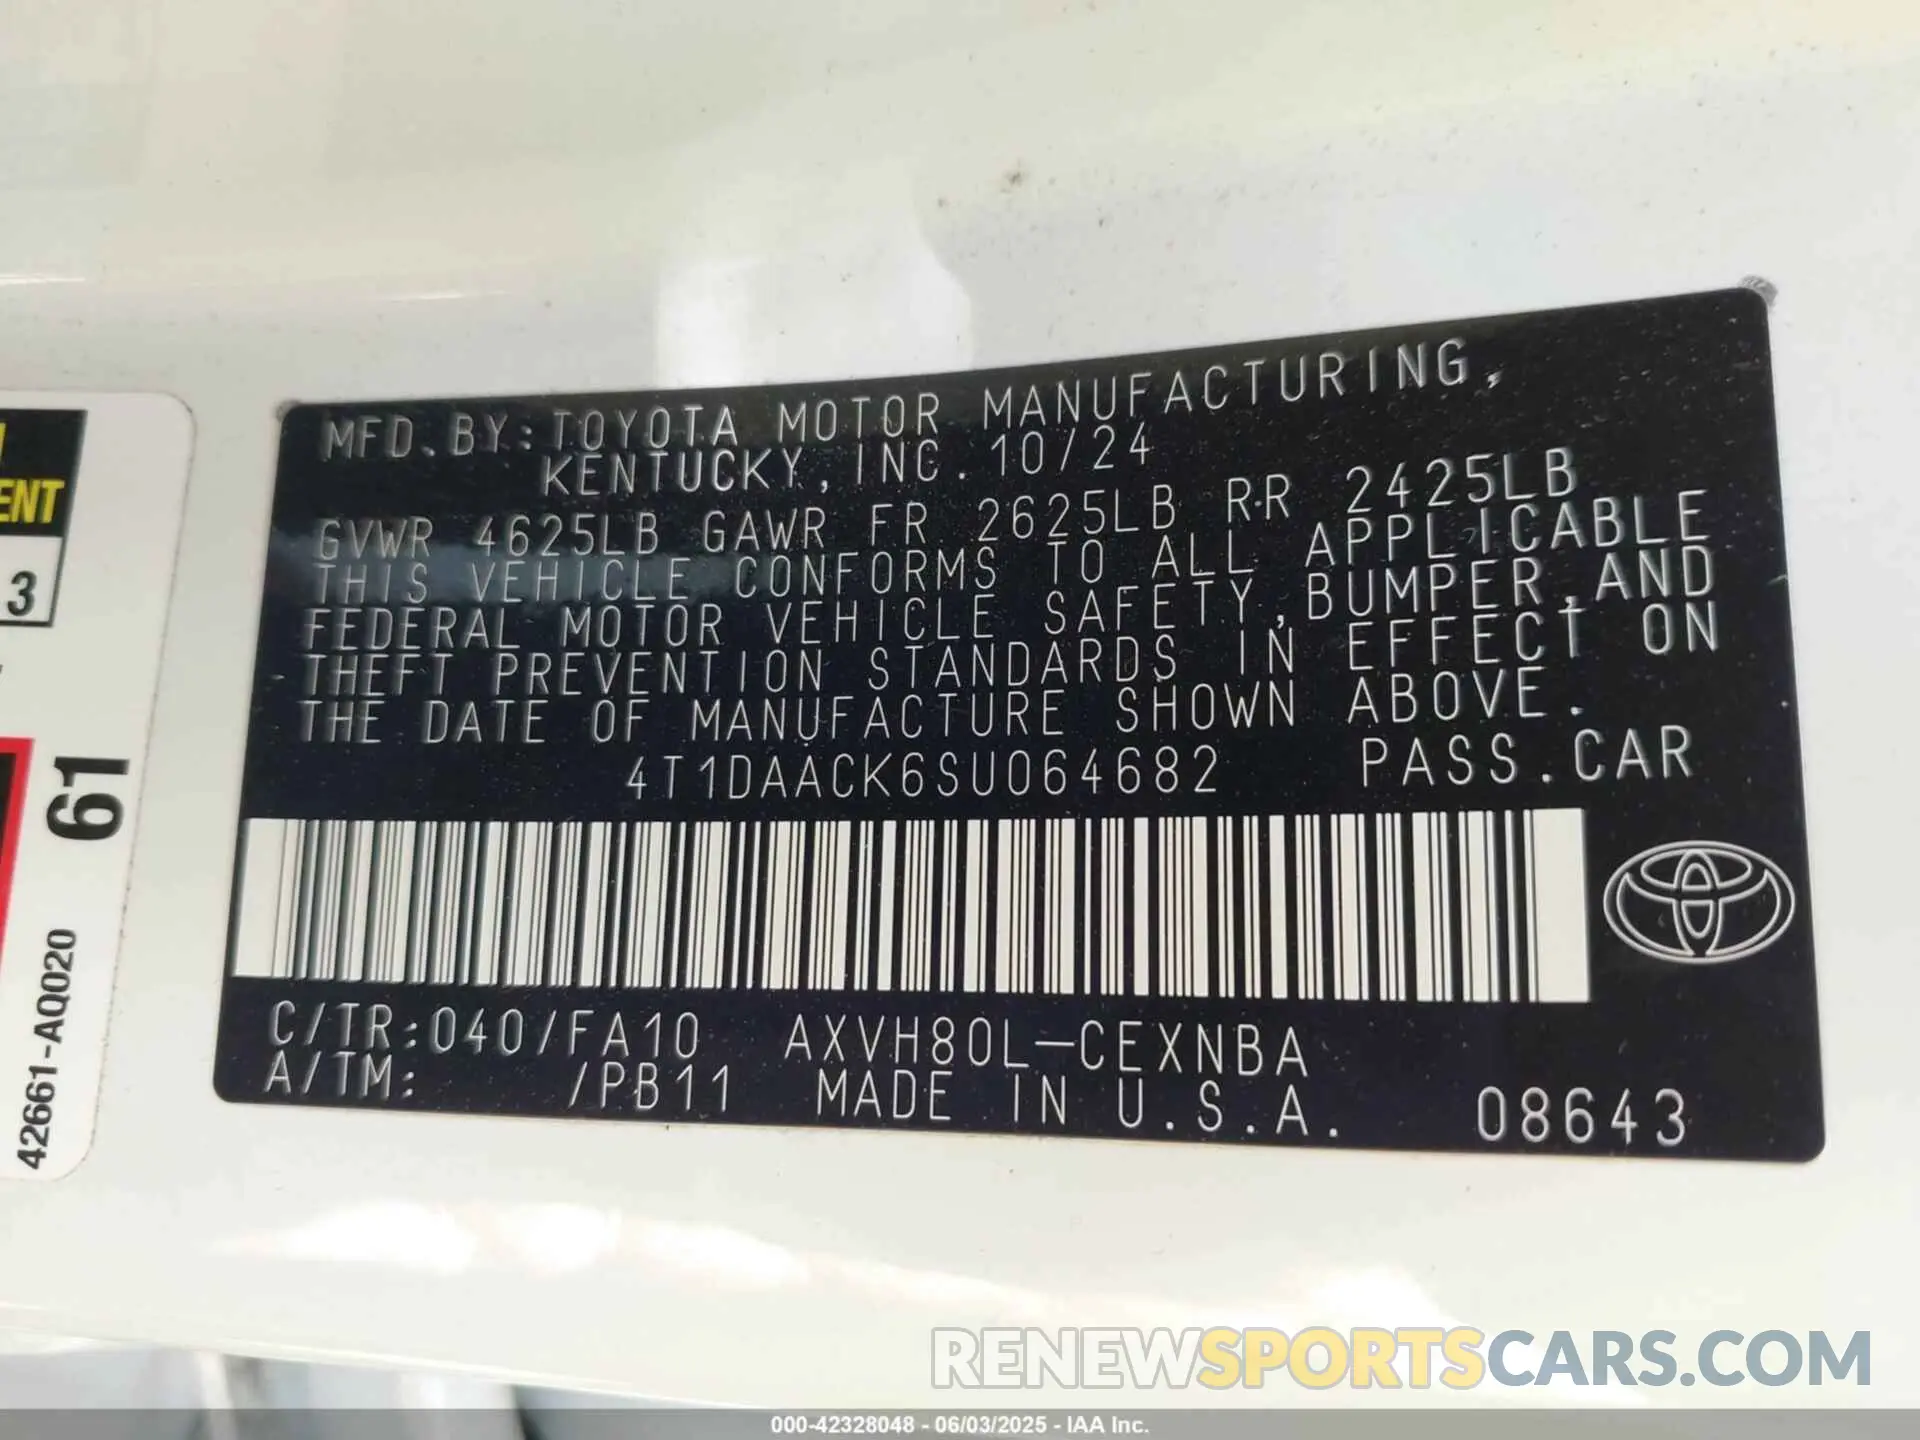 MFD.BY:TOYOTA MOTOR MANUFACTURING,
KENTUCKY, INC. 10/24
GVWR 4625LB GAWR FR 2625LB RR 2425LB
THIS VEHICLE CONFORMS TO ALL APPLICABLE
FEDERAL MOTOR VEHICLE SAFETY,BUMPER,AND
THEFT PREVENTION STANDARDS IN EFFECT ON
THE DATE OF MANUFACTURE SHOWN ABOVE.
4T1DAACK6SU064682 PASS.CAR
C/TR:040/FA10 AXVH80L-CEXNBA
A/TM: /PB11 MADE IN U.S.A. 08643
3
61
42661-AQ020
RENEWSPORTSCARS.COM
000-42328048 - 06/03/2025 - IAA Inc.